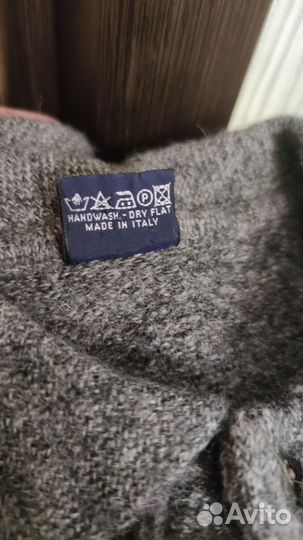 P
HANDWASH.-DRY FLAT
MADE IN ITALY
Avito